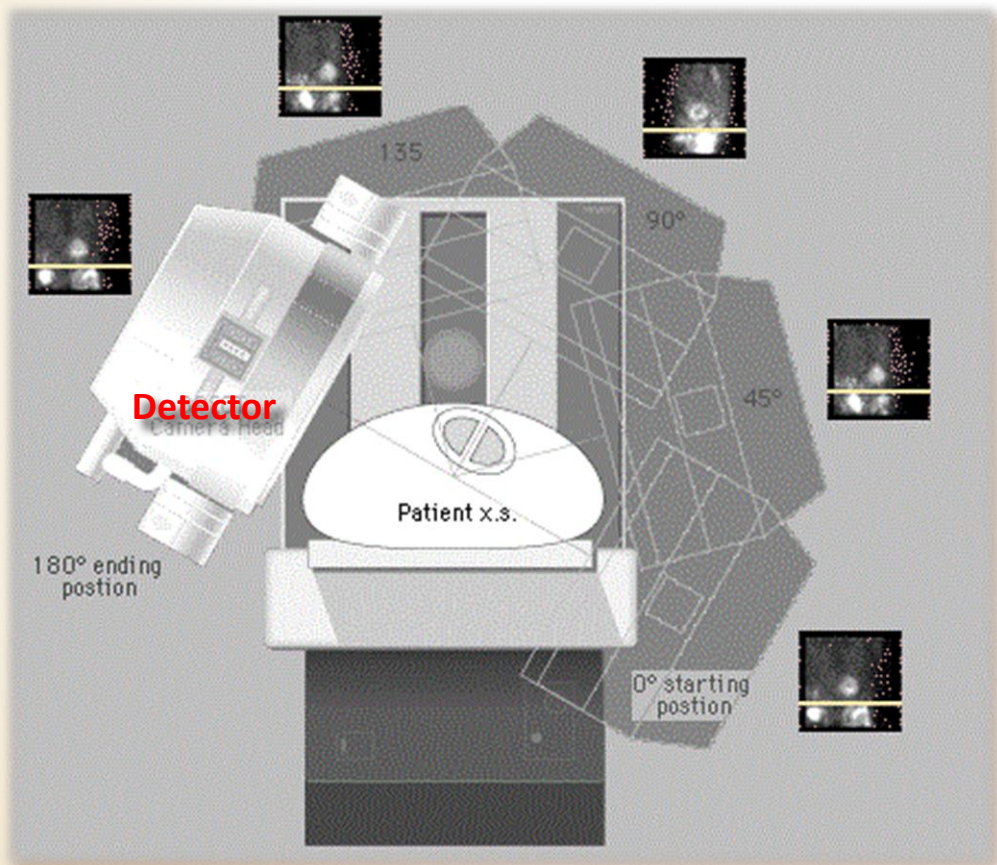 135
90°
45°
Detector
Camera Head
Patient x.s.
180° ending
postion
0° starting
postion